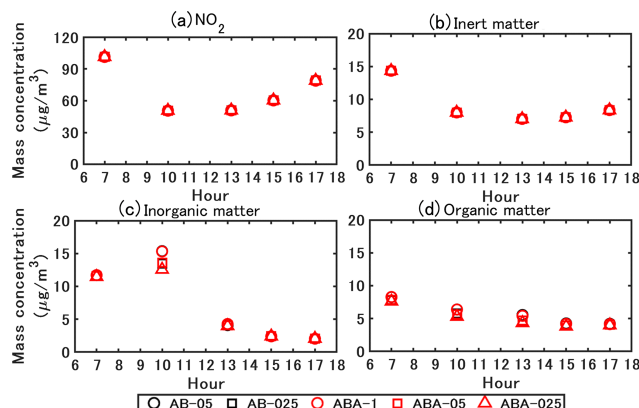 (a) NO2
(b) Inert matter
Mass concentration
(μg/m³)
120
90
60
30
0
6 7 8 9 10 11 12 13 14 15 16 17 18
Hour
20
15
10
5
0
6 7 8 9 10 11 12 13 14 15 16 17 18
Hour
(c) Inorganic matter
(d) Organic matter
Mass concentration
(μg/m³)
20
15
10
5
0
6 7 8 9 10 11 12 13 14 15 16 17 18
Hour
20
15
10
5
0
6 7 8 9 10 11 12 13 14 15 16 17 18
Hour
AB-05 AB-025 ABA-1 ABA-05 ABA-025